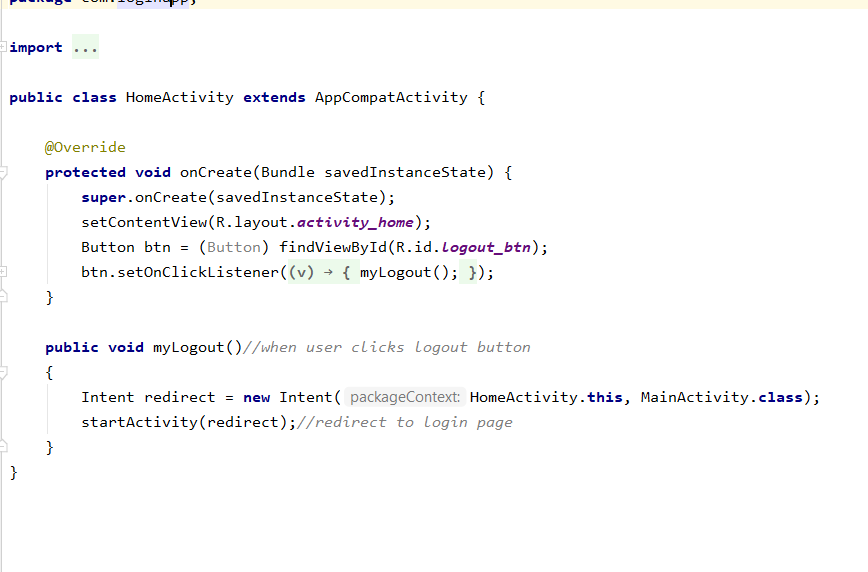 package com.loginapp;
import ...
public class HomeActivity extends AppCompatActivity {
@Override
protected void onCreate(Bundle savedInstanceState) {
super.onCreate(savedInstanceState);
setContentView(R.layout.activity_home);
Button btn = (Button) findViewById(R.id.logout_btn);
btn.setOnClickListener((v) → { myLogout(); });
}
public void myLogout()//when user clicks logout button
{
Intent redirect = new Intent( packageContext: HomeActivity.this, MainActivity.class);
startActivity(redirect);//redirect to login page
}
}